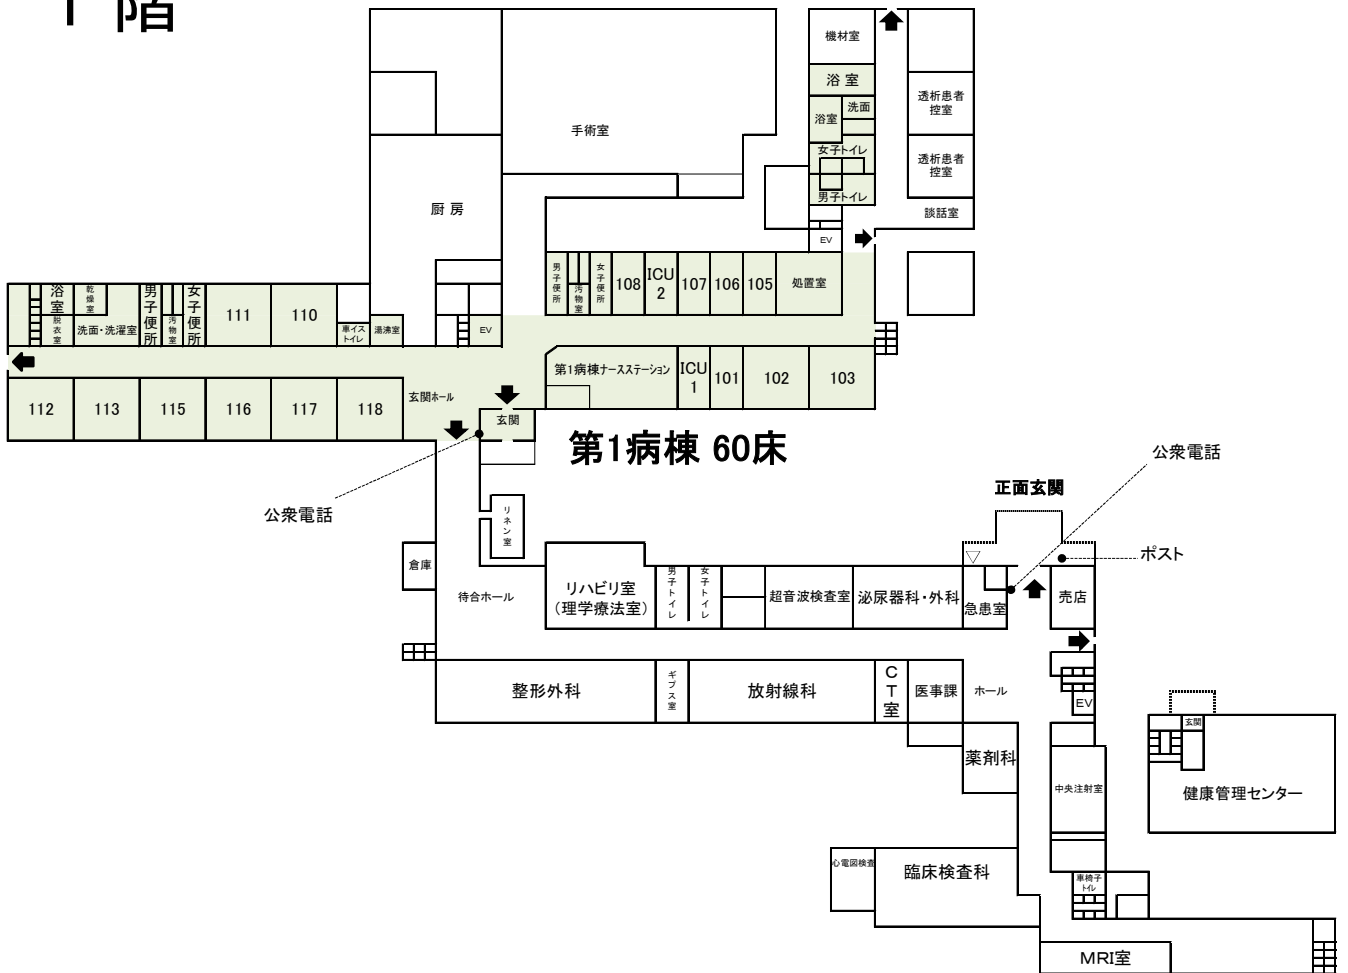 1 階
機材室
浴 室
浴室
洗面
女子トイレ
男子トイレ
EV
透析患者
控室
透析患者
控室
談話室
手術室
厨 房
男子便所
汚物室
女子便所
108
ICU
2
107
106
105
処置室
浴室
脱衣室
乾燥室
洗面・洗濯室
男子便所
汚物室
女子便所
111
110
車イス
トイレ
湯沸室
EV
第1病棟ナースステーション
ICU
1
101
102
103
112
113
115
116
117
118
玄関ホール
玄関
第1病棟 60床
公衆電話
公衆電話
正面玄関
ポスト
リネン室
倉庫
待合ホール
リハビリ室
(理学療法室)
男子トイレ
女子トイレ
超音波検査室
泌尿器科・外科
急患室
売店
整形外科
ギプス室
放射線科
CT室
医事課
ホール
EV
薬剤科
中央注射室
玄関
健康管理センター
心電図検査
臨床検査科
車椅子
トイレ
MRI室